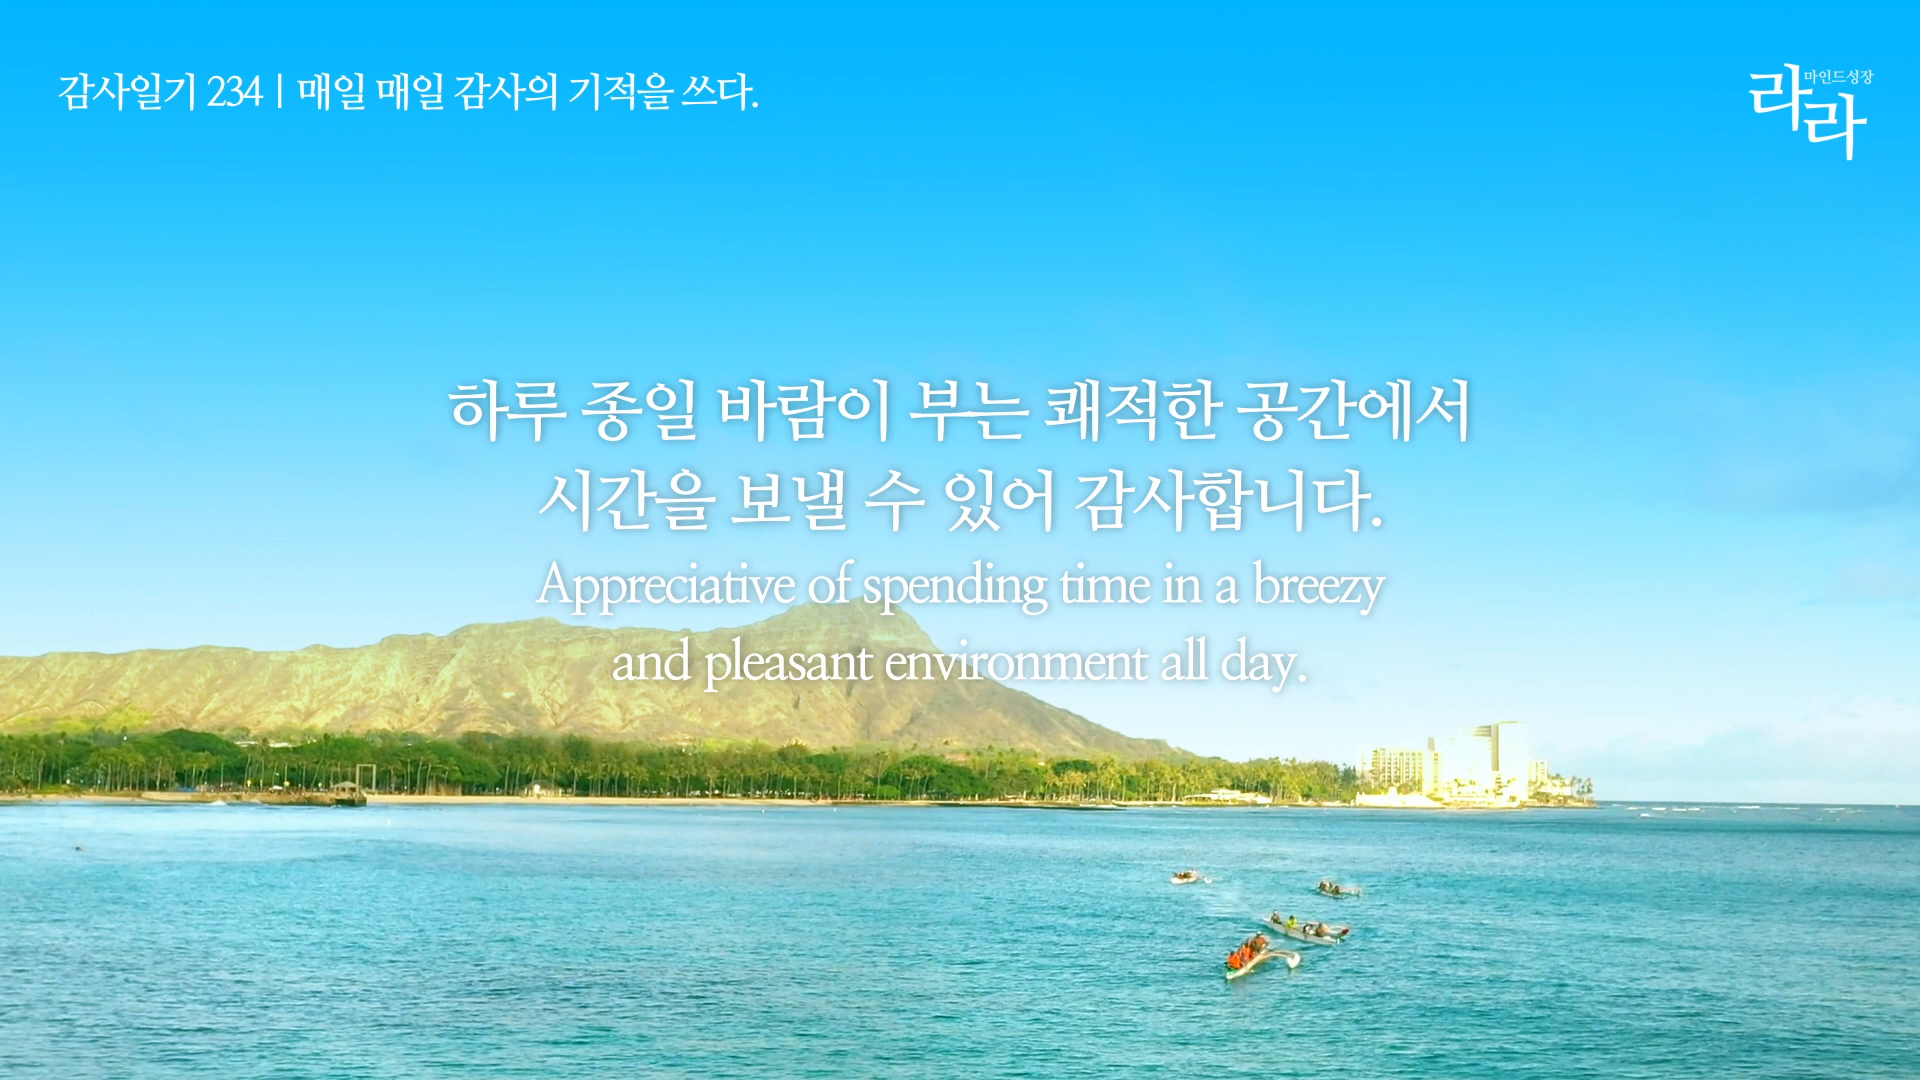 감사일기 234 | 매일 매일 감사의 기적을 쓰다.
라라 마인드성장
하루 종일 바람이 부는 쾌적한 공간에서
시간을 보낼 수 있어 감사합니다.
Appreciative of spending time in a breezy
and pleasant environment all day.